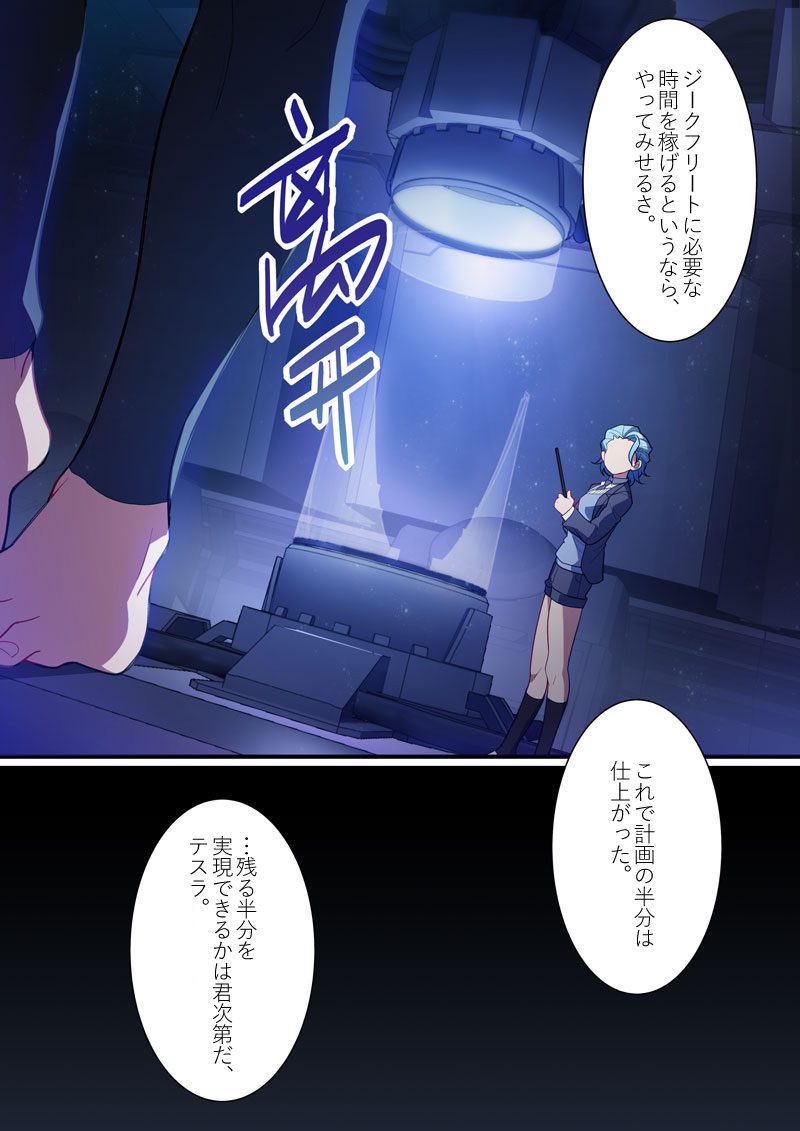 ジークフリートに必要な
時間を稼げるというなら、
やってみせるさ。
离开
これで計画の半分は
仕上がった。
…残る半分を
実現できるかは君次第だ、
テスラ。